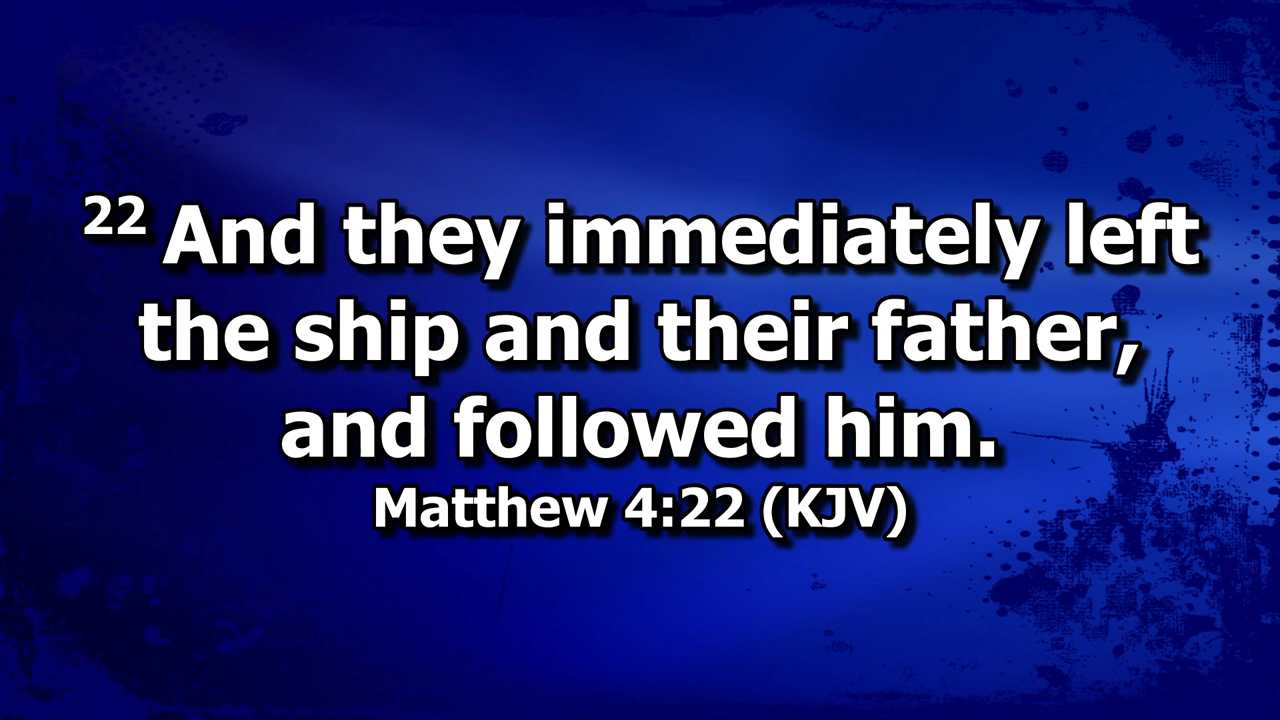 22 And they immediately left
the ship and their father,
and followed him.
Matthew 4:22 (KJV)